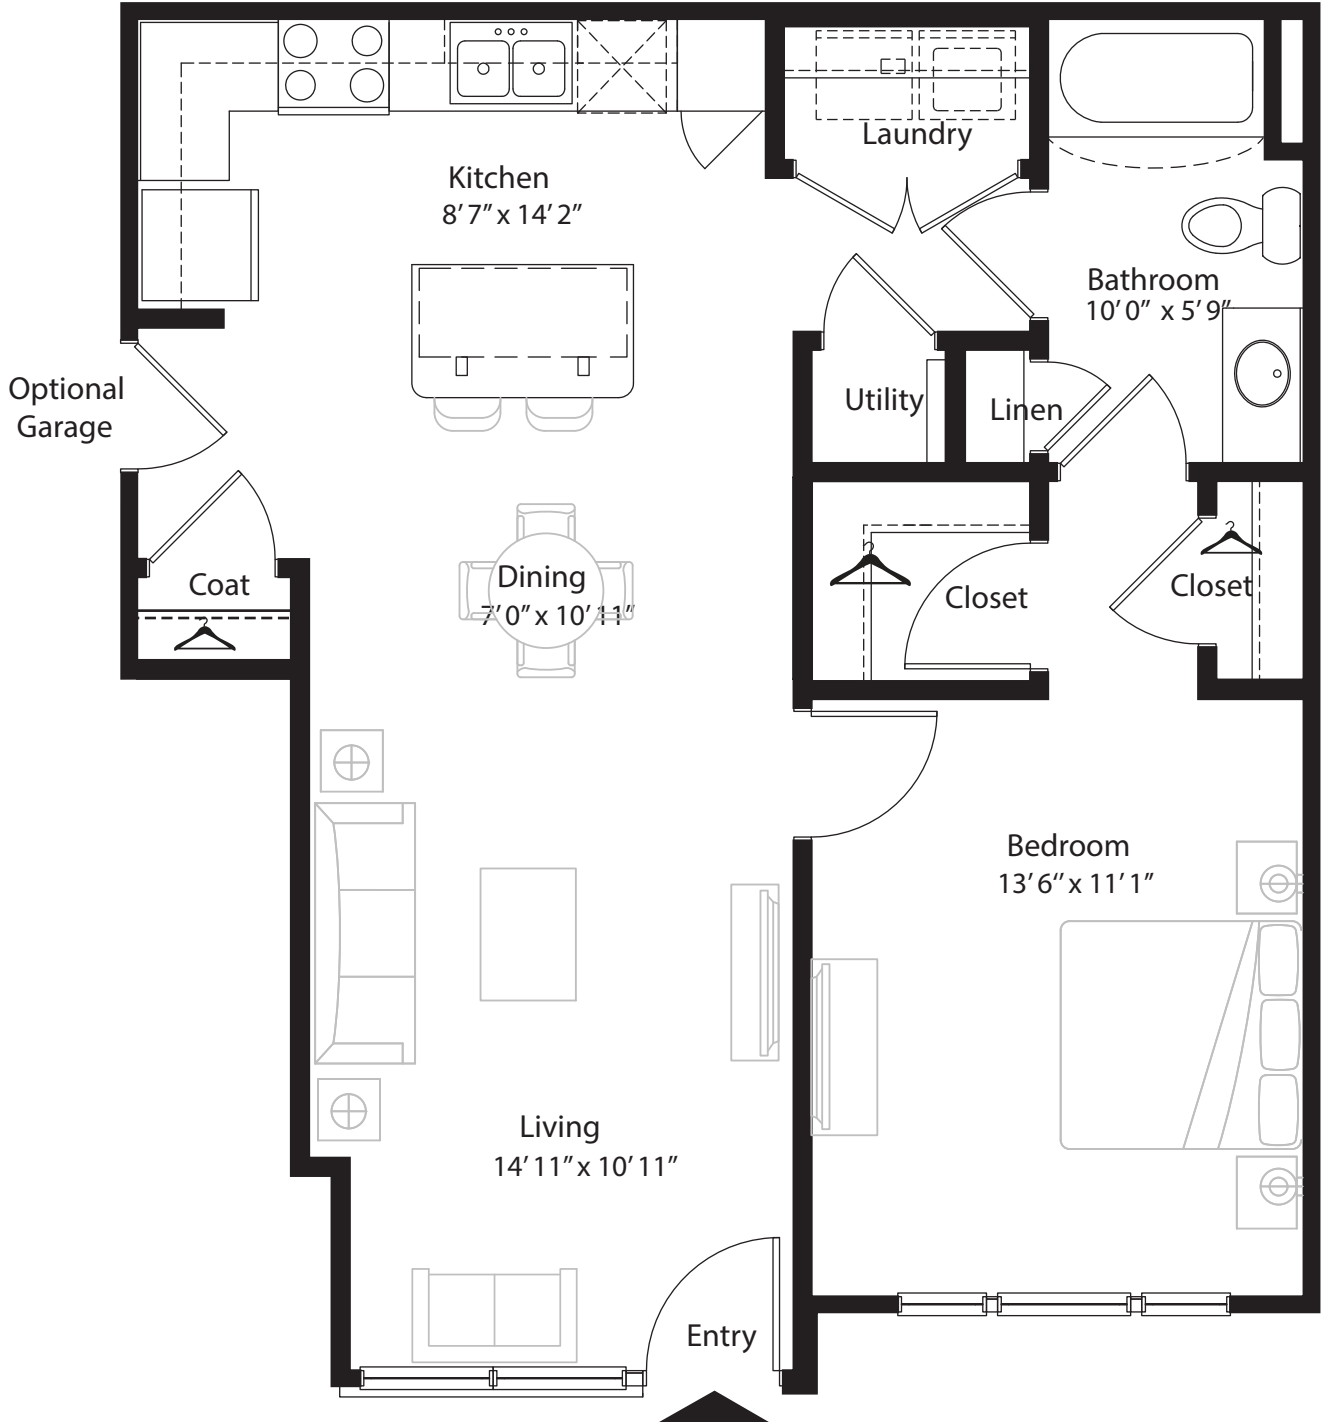 Laundry
Kitchen
8’7” x 14’2”
Bathroom
10’0” x 5’9”
Optional
Garage
Utility
Linen
Coat
Dining
7’0” x 10’11”
Closet
Closet
Bedroom
13’6” x 11’1”
Living
14’11” x 10’11”
Entry